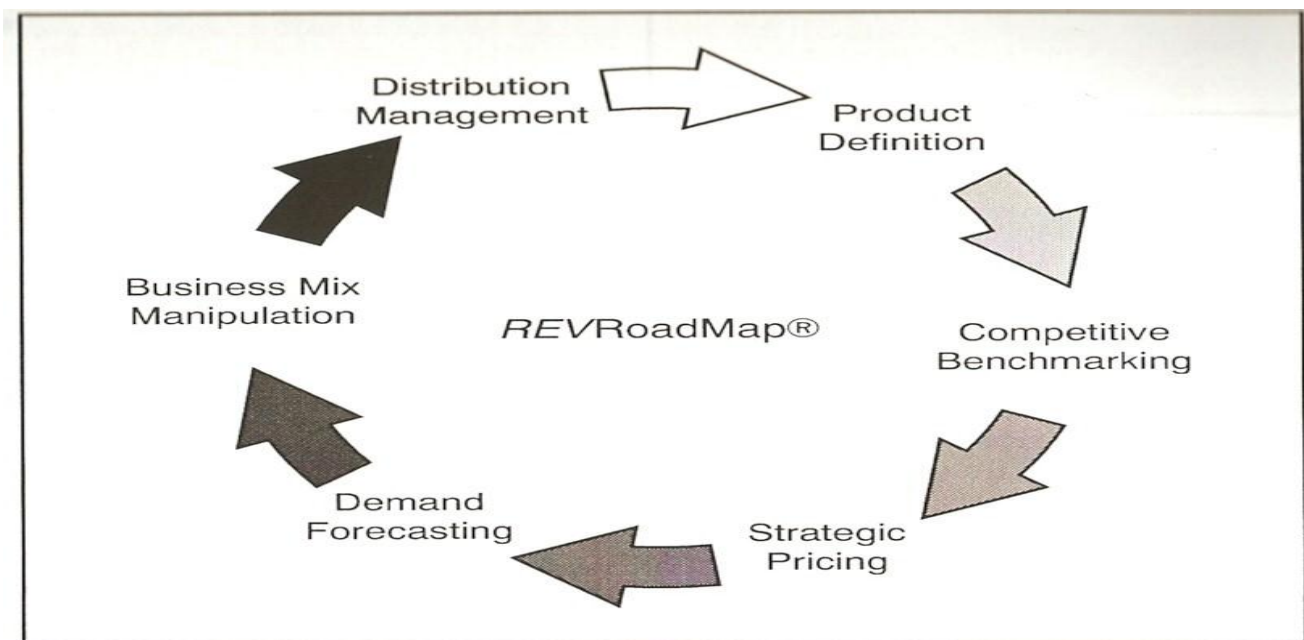 Distribution
Management
Product
Definition
Business Mix
Manipulation
REVRoadMap®
Competitive
Benchmarking
Demand
Forecasting
Strategic
Pricing